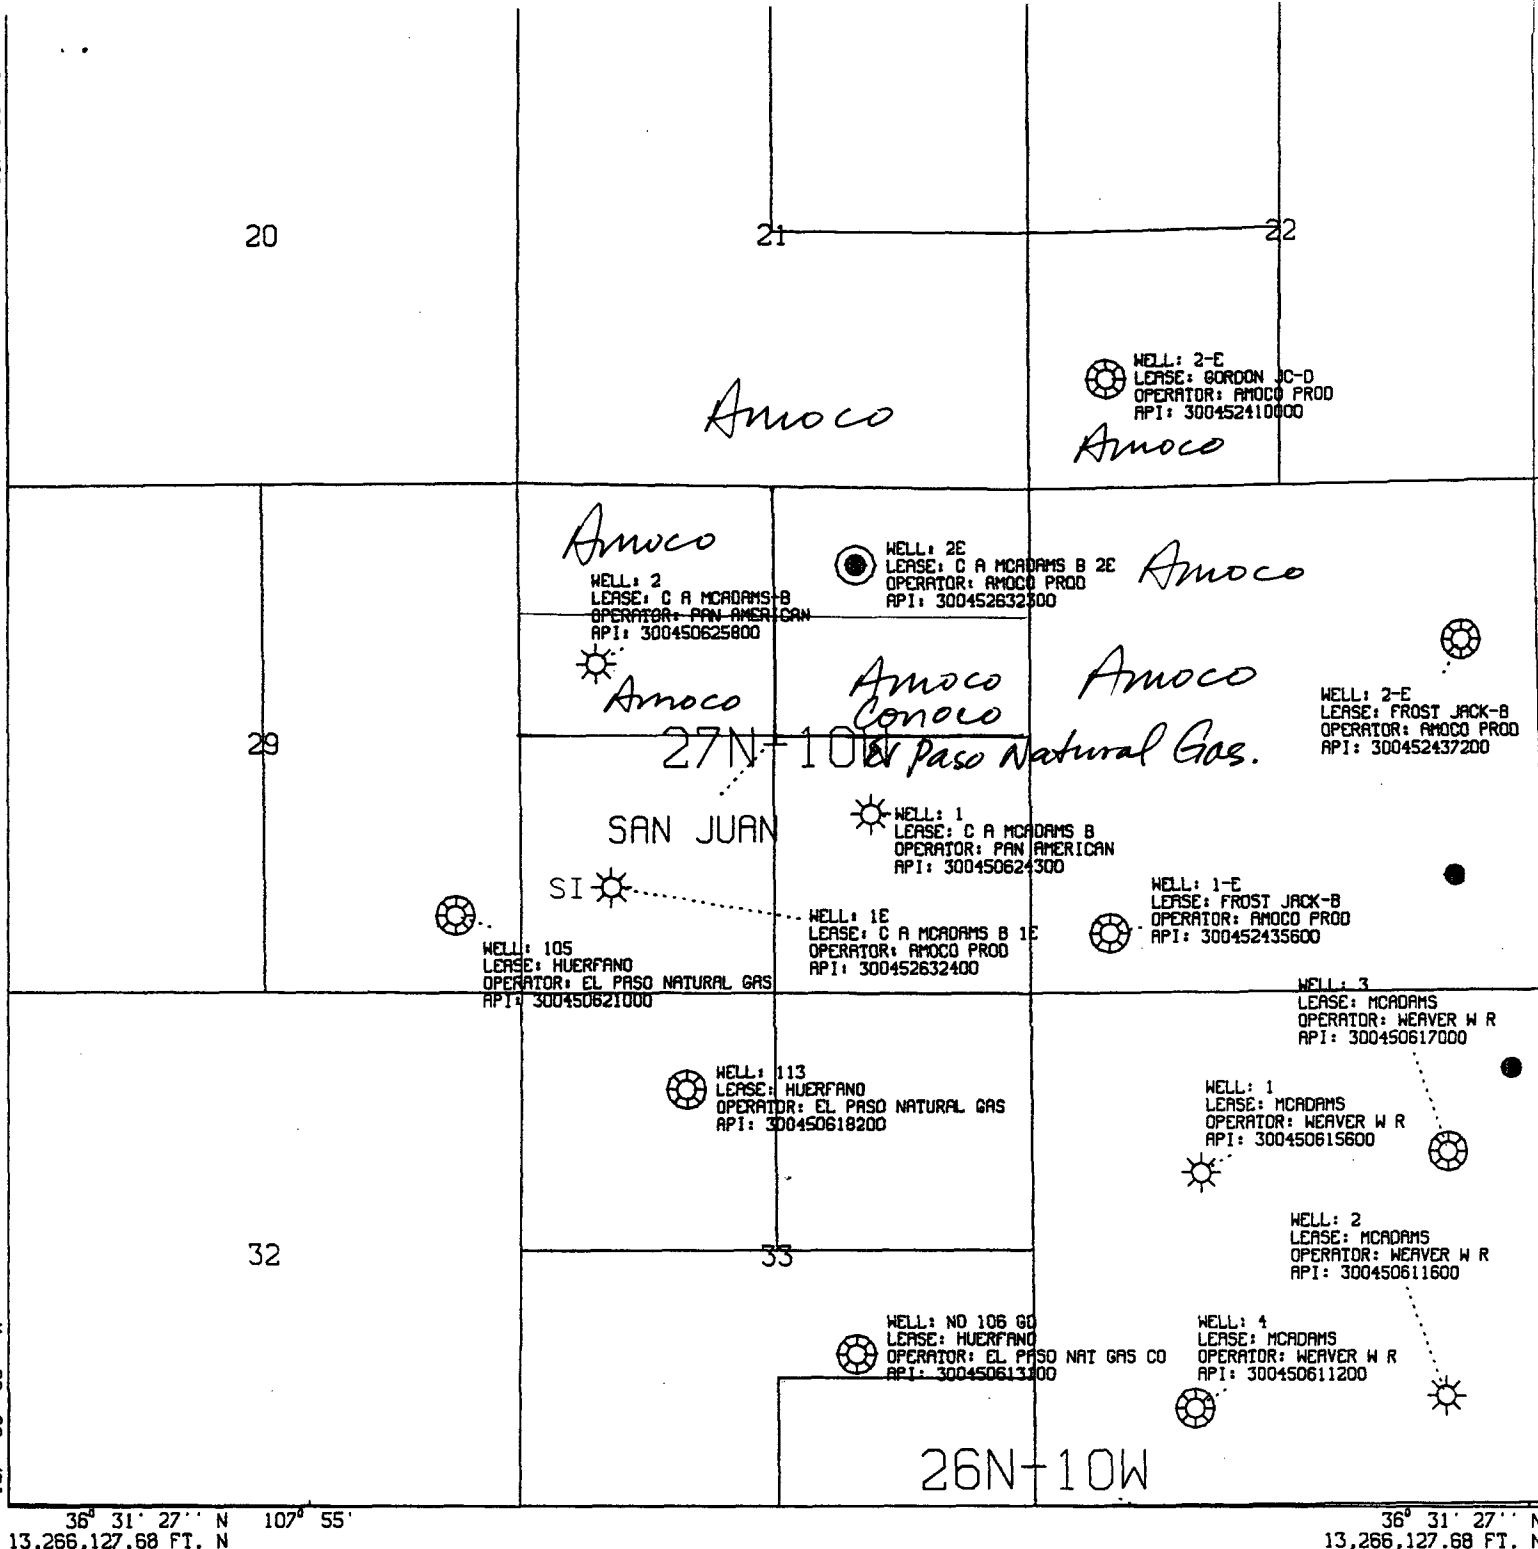 20
21
22
WELL: 2-E
LEASE: GORDON JC-D
OPERATOR: AMOCO PROD
API: 300452410000
Amoco
Amoco
Amoco
WELL: 2E
LEASE: C A MCADAMS B 2E
OPERATOR: AMOCO PROD
API: 300452632300
Amoco
WELL: 2
LEASE: C A MCADAMS-B
OPERATOR: PAN AMERICAN
API: 300450625800
Amoco
Amoco
Conoco
El Paso Natural Gas.
Amoco
WELL: 2-E
LEASE: FROST JACK-B
OPERATOR: AMOCO PROD
API: 300452437200
29
27N-10W
SAN JUAN
WELL: 1
LEASE: C A MCADAMS B
OPERATOR: PAN AMERICAN
API: 300450624300
SI
WELL: 1E
LEASE: C A MCADAMS B 1E
OPERATOR: AMOCO PROD
API: 300452632400
WELL: 1-E
LEASE: FROST JACK-B
OPERATOR: AMOCO PROD
API: 300452435600
WELL: 105
LEASE: HUERFANO
OPERATOR: EL PASO NATURAL GAS
API: 300450621000
WELL: 3
LEASE: MCADAMS
OPERATOR: WEAVER W R
API: 300450617000
WELL: 113
LEASE: HUERFANO
OPERATOR: EL PASO NATURAL GAS
API: 300450618200
WELL: 1
LEASE: MCADAMS
OPERATOR: WEAVER W R
API: 300450615600
32
33
WELL: 2
LEASE: MCADAMS
OPERATOR: WEAVER W R
API: 300450611600
WELL: NO 106 GD
LEASE: HUERFANO
OPERATOR: EL PASO NAT GAS CO
API: 300450613100
WELL: 4
LEASE: MCADAMS
OPERATOR: WEAVER W R
API: 300450611200
26N-10W
36° 31' 27'' N 107° 55'
13,266,127.68 FT. N
36° 31' 27'' N
13,266,127.68 FT. N